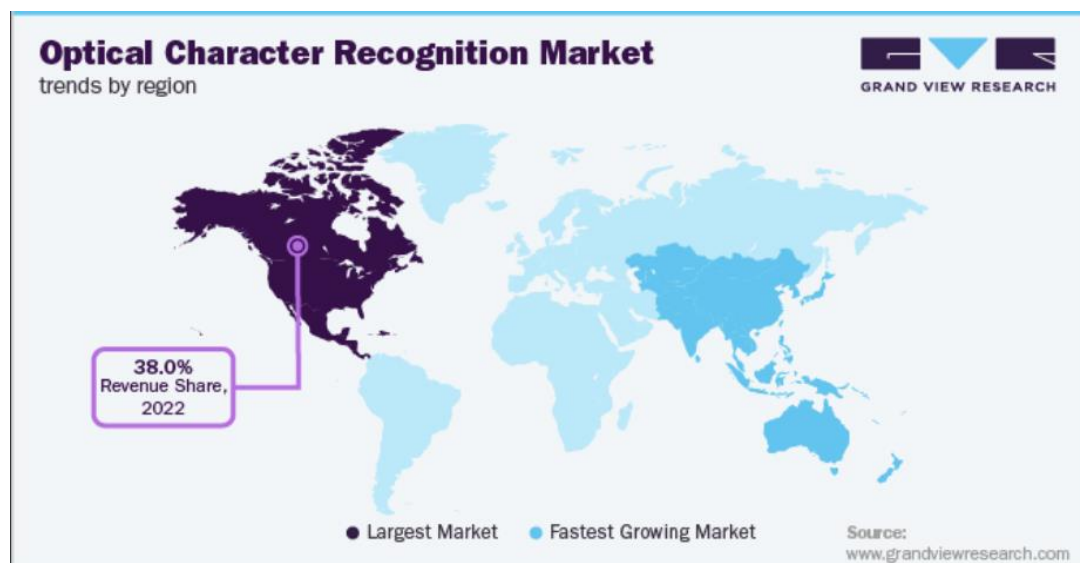 Optical Character Recognition Market
trends by region
GRAND VIEW RESEARCH
38.0%
Revenue Share,
2022
Largest Market
Fastest Growing Market
Source:
www.grandviewresearch.com